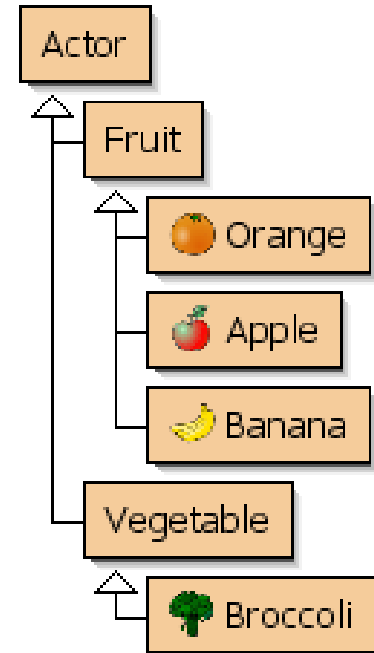 Actor
Fruit
Orange
Apple
Banana
Vegetable
Broccoli